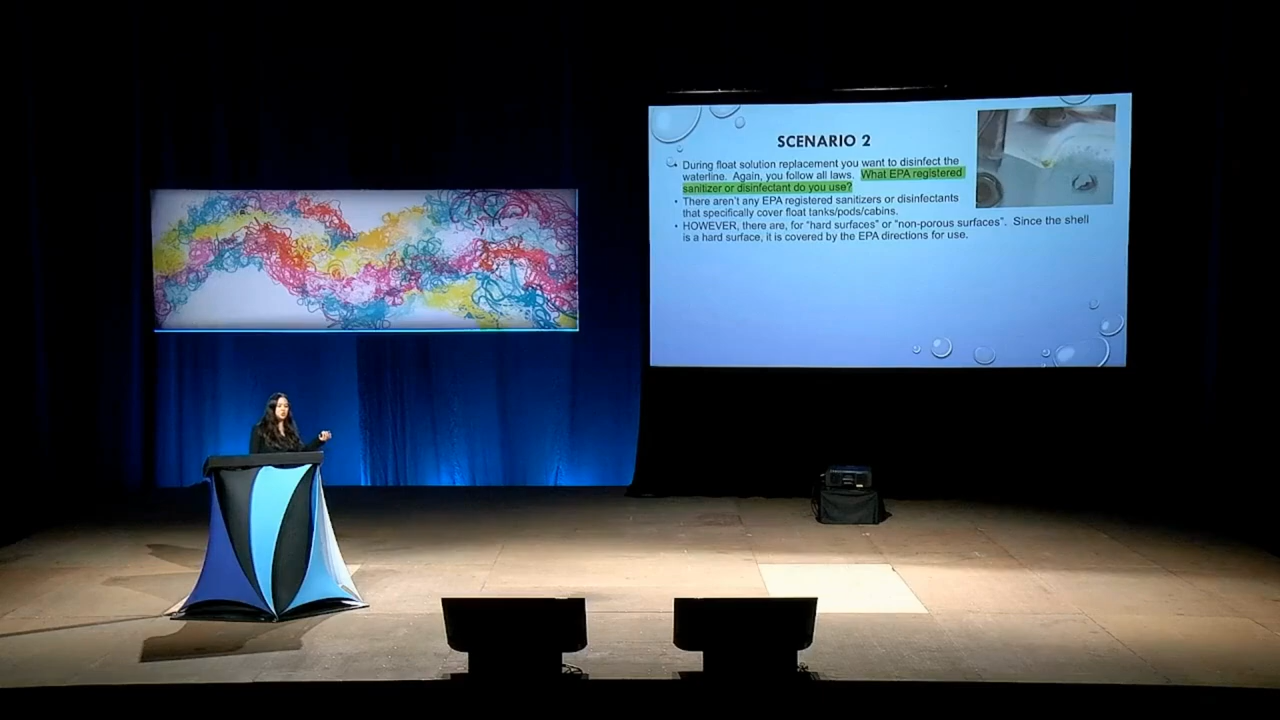 SCENARIO 2
• During float solution replacement you want to disinfect the
waterline. Again, you follow all laws. What EPA registered
sanitizer or disinfectant do you use?
• There aren't any EPA registered sanitizers or disinfectants
that specifically cover float tanks/pods/cabins.
• HOWEVER, there are, for "hard surfaces" or "non-porous surfaces". Since the shell
is a hard surface, it is covered by the EPA directions for use.